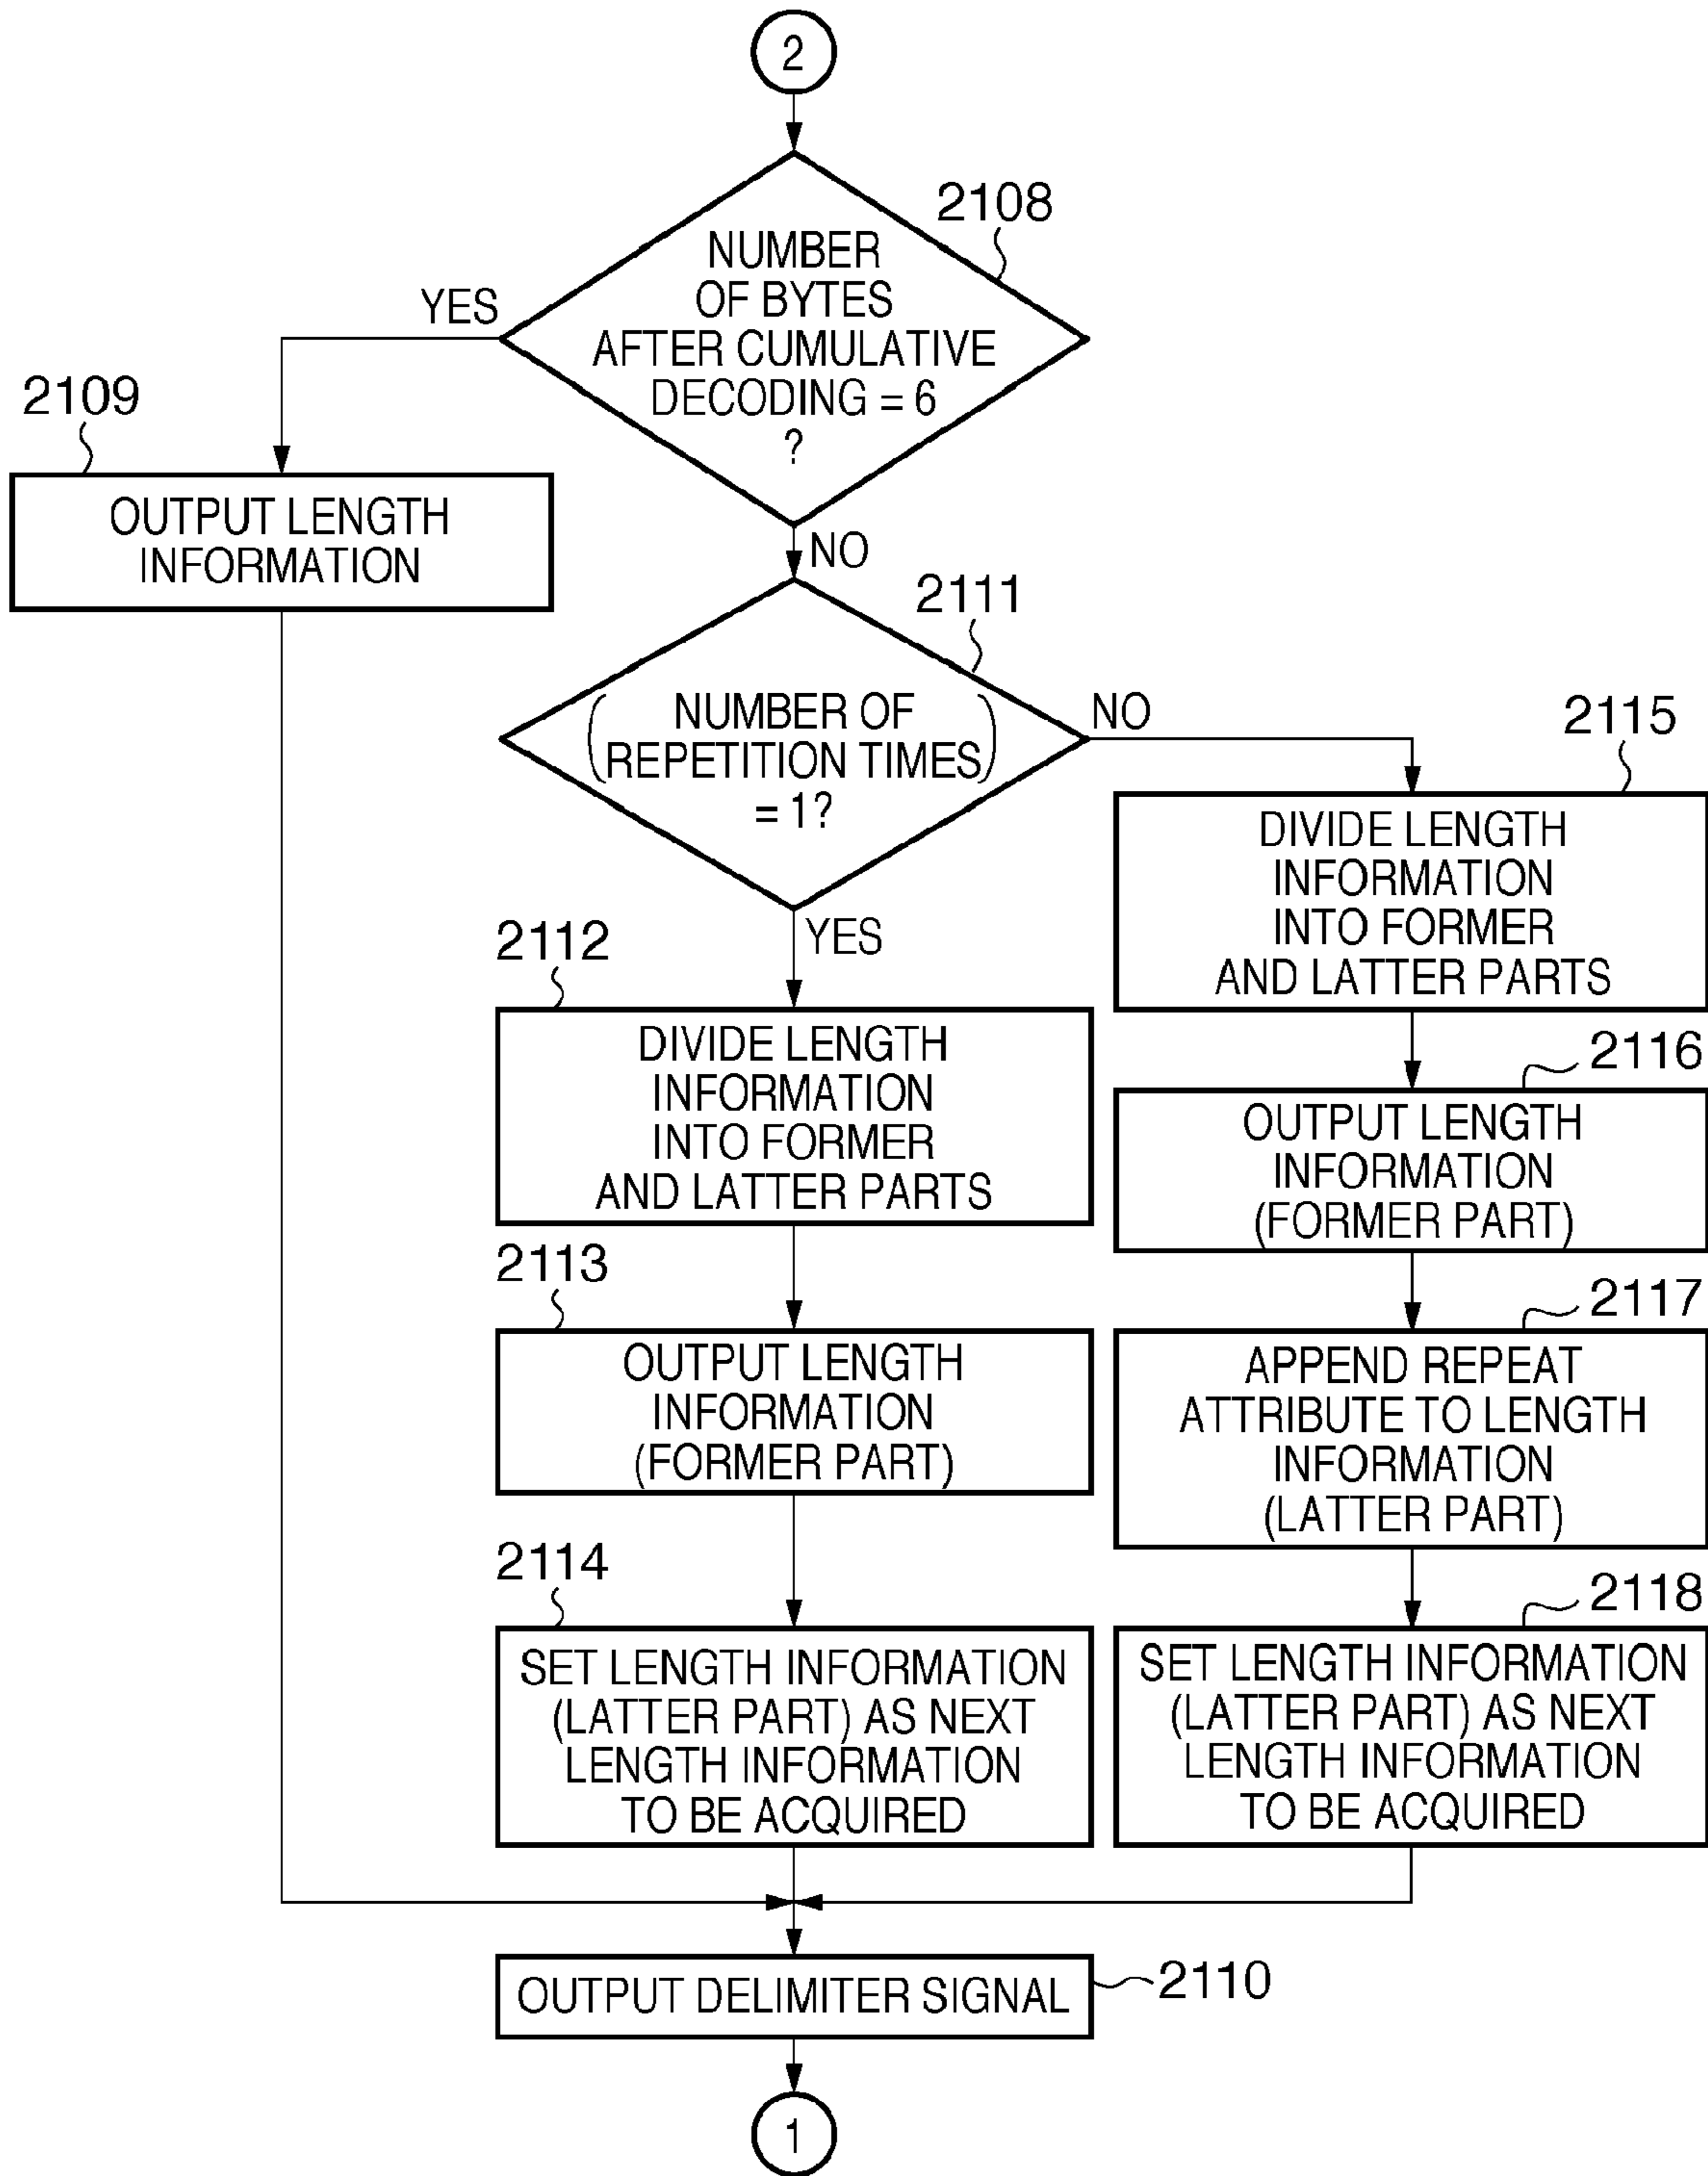 2
2108
NUMBER
OF BYTES
AFTER CUMULATIVE
DECODING = 6
?
YES
2109
OUTPUT LENGTH
INFORMATION
NO
2111
(NUMBER OF
REPETITION TIMES)
= 1?
NO
2115
DIVIDE LENGTH
INFORMATION
INTO FORMER
AND LATTER PARTS
YES
2112
DIVIDE LENGTH
INFORMATION
INTO FORMER
AND LATTER PARTS
2116
OUTPUT LENGTH
INFORMATION
(FORMER PART)
2113
OUTPUT LENGTH
INFORMATION
(FORMER PART)
2117
APPEND REPEAT
ATTRIBUTE TO LENGTH
INFORMATION
(LATTER PART)
2114
SET LENGTH INFORMATION
(LATTER PART) AS NEXT
LENGTH INFORMATION
TO BE ACQUIRED
2118
SET LENGTH INFORMATION
(LATTER PART) AS NEXT
LENGTH INFORMATION
TO BE ACQUIRED
OUTPUT DELIMITER SIGNAL
2110
1